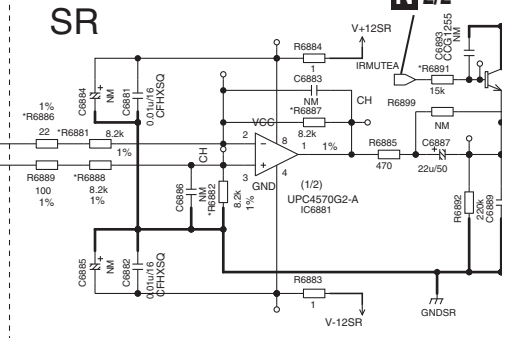 SR
2/2
V+12SR
R6884
1
C6883
NM
*R6887
8.2k
1%
CH
IRMUTEA
C6893
CCG1255
NM
*R6891
15k
R6899
NM
C6884
NM
C6881
0.01u/16
CFHXSQ
1%
*R6886
22
*R6881
8.2k
1%
R6889
100
1%
*R6888
8.2k
1%
CH
C6886
NM
*R6882
8.2k
1%
VCC
2
8
1
3
4
GND
(1/2)
UPC4570G2-A
IC6881
R6885
470
C6887
22u/50
R6892
220k
C6889
C6885
NM
C6882
0.01u/16
CFHXSQ
R6883
1
V-12SR
GNDSR